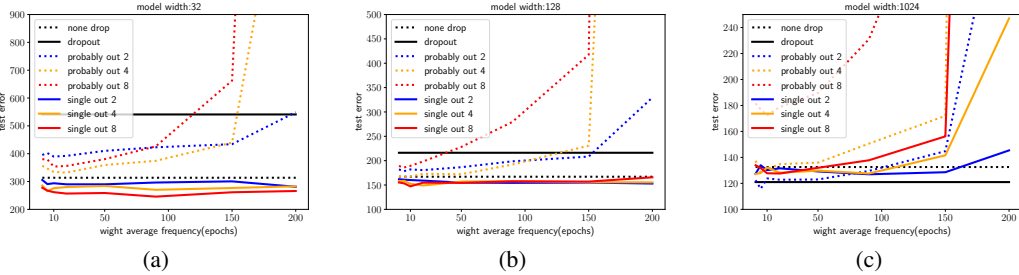 model width:32
900
800
700
600
500
400
300
200
test error
none drop
dropout
probably out 2
probably out 4
probably out 8
single out 2
single out 4
single out 8
10 50 100 150 200
wight average frequency(epochs)
(a)
model width:128
500
450
400
350
300
250
200
150
100
test error
none drop
dropout
probably out 2
probably out 4
probably out 8
single out 2
single out 4
single out 8
10 50 100 150 200
wight average frequency(epochs)
(b)
model width:1024
240
220
200
180
160
140
120
100
test error
none drop
dropout
probably out 2
probably out 4
probably out 8
single out 2
single out 4
single out 8
10 50 100 150 200
wight average frequency(epochs)
(c)